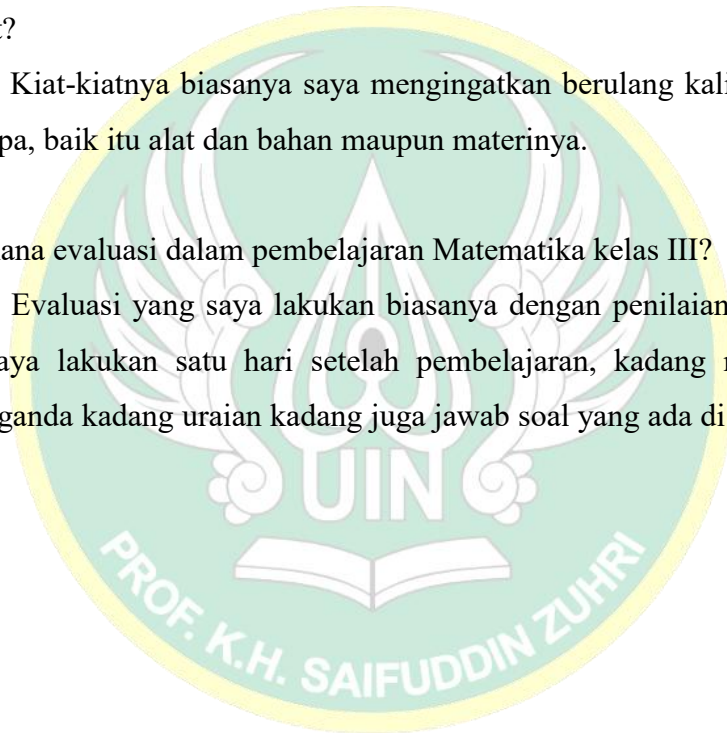 ?
Kiat-kiatnya biasanya saya mengingatkan berulang kali
pa, baik itu alat dan bahan maupun materinya.
ana evaluasi dalam pembelajaran Matematika kelas III?
Evaluasi yang saya lakukan biasanya dengan penilaian
aya lakukan satu hari setelah pembelajaran, kadang
ganda kadang uraian kadang juga jawab soal yang ada di
UIN
PROF. K.H. SAIFUDDIN ZUHRI